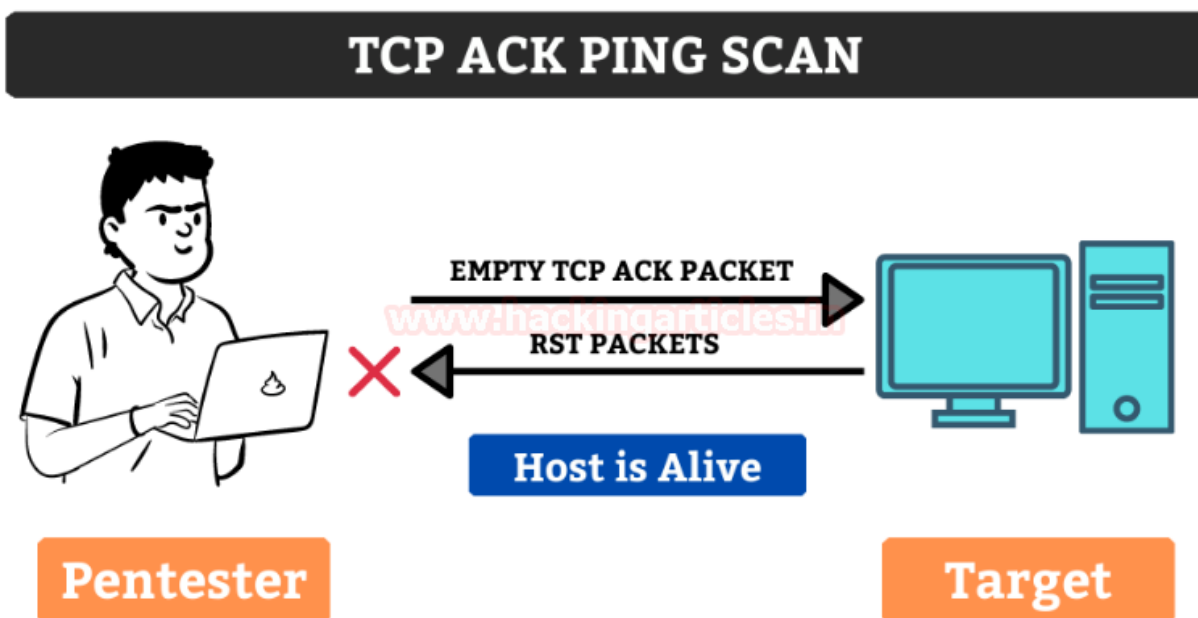 TCP ACK PING SCAN
EMPTY TCP ACK PACKET
www.hackingarticles.in
RST PACKETS
Host is Alive
Pentester
Target